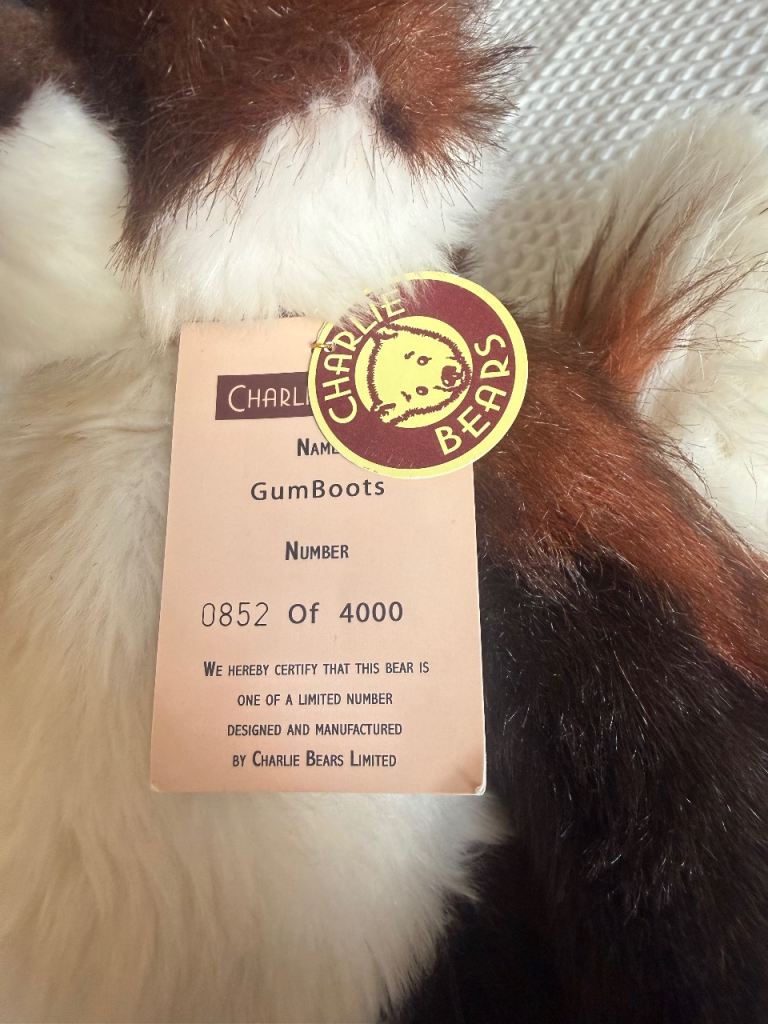 CHARLIE BEARS
CHARLI
NAME
GumBoots
NUMBER
0852 Of 4000
WE HEREBY CERTIFY THAT THIS BEAR IS
ONE OF A LIMITED NUMBER
DESIGNED AND MANUFACTURED
BY CHARLIE BEARS LIMITED